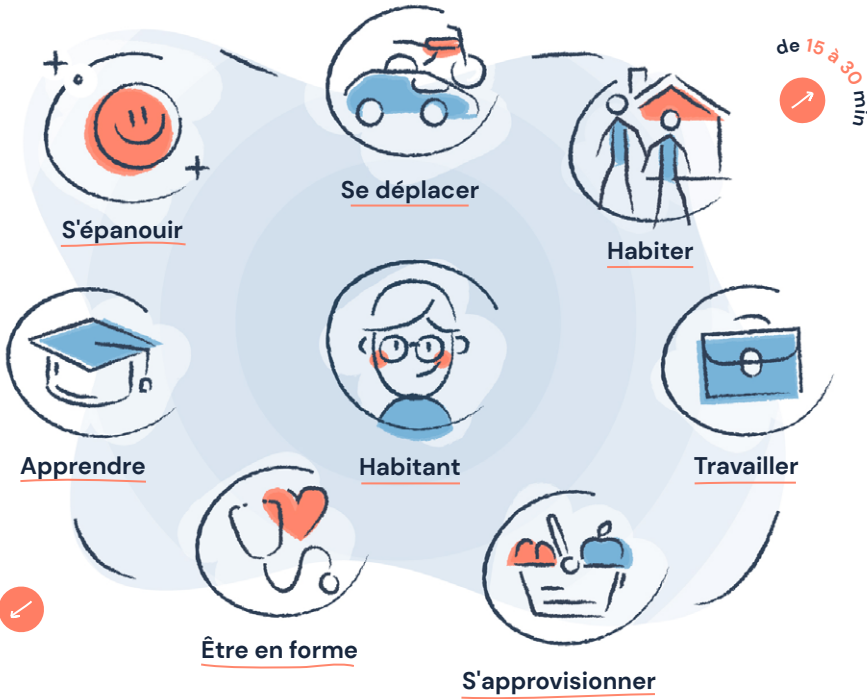 de 15 à 30 min
Se déplacer
S'épanouir
Habiter
Apprendre
Habitant
Travailler
Être en forme
S'approvisionner